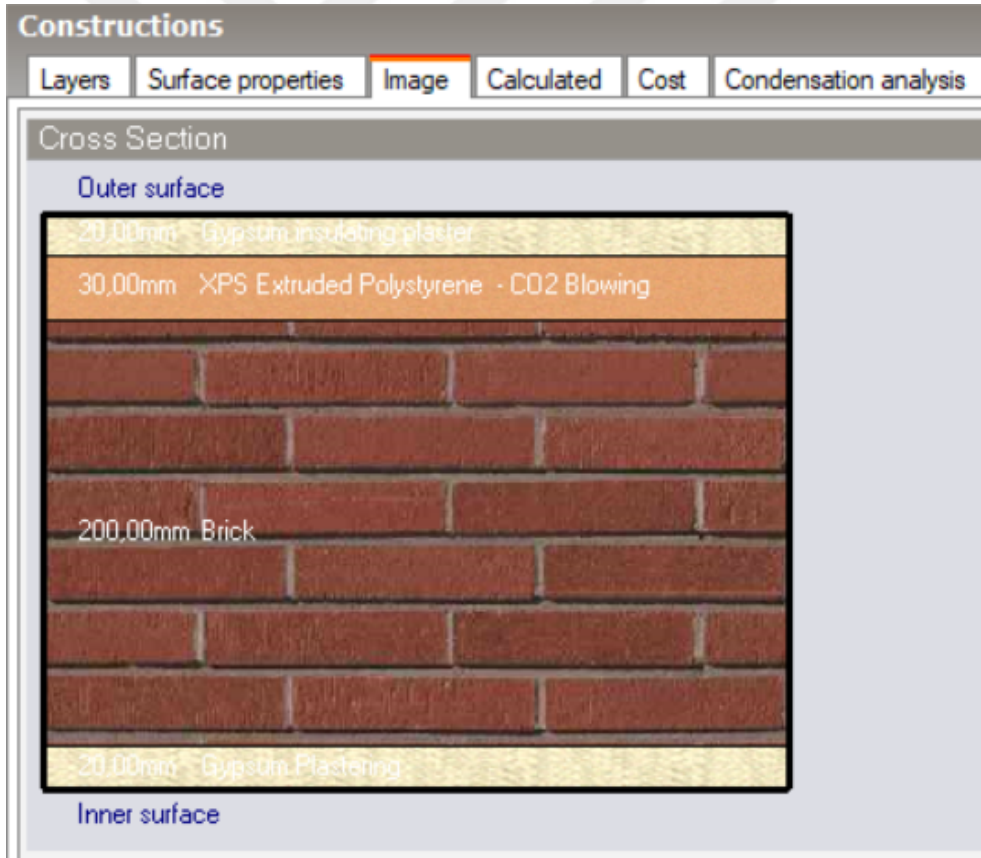 Constructions
Layers Surface properties Image Calculated Cost Condensation analysis
Cross Section
Outer surface
20,00mm Gypsum insulating plaster
30,00mm XPS Extruded Polystyrene - CO2 Blowing
200,00mm Brick
20,00mm Gypsum Plastering
Inner surface